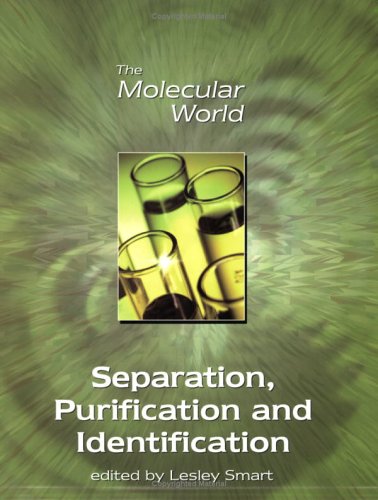 The
Molecular
World
Separation,
Purification and
Identification
edited by Lesley Smart